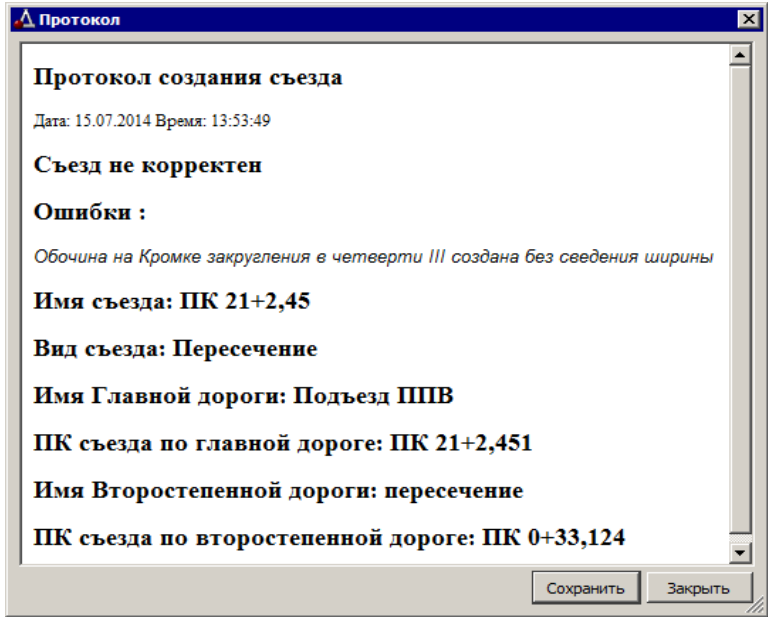 Протокол
Протокол создания съезда
Дата: 15.07.2014 Время: 13:53:49
Съезд не корректен
Ошибки :
Обочина на Кромке закругления в четверти III создана без сведения ширины
Имя съезда: ПК 21+2,45
Вид съезда: Пересечение
Имя Главной дороги: Подъезд ППВ
ПК съезда по главной дороге: ПК 21+2,451
Имя Второстепенной дороги: пересечение
ПК съезда по второстепенной дороге: ПК 0+33,124
Сохранить Закрыть